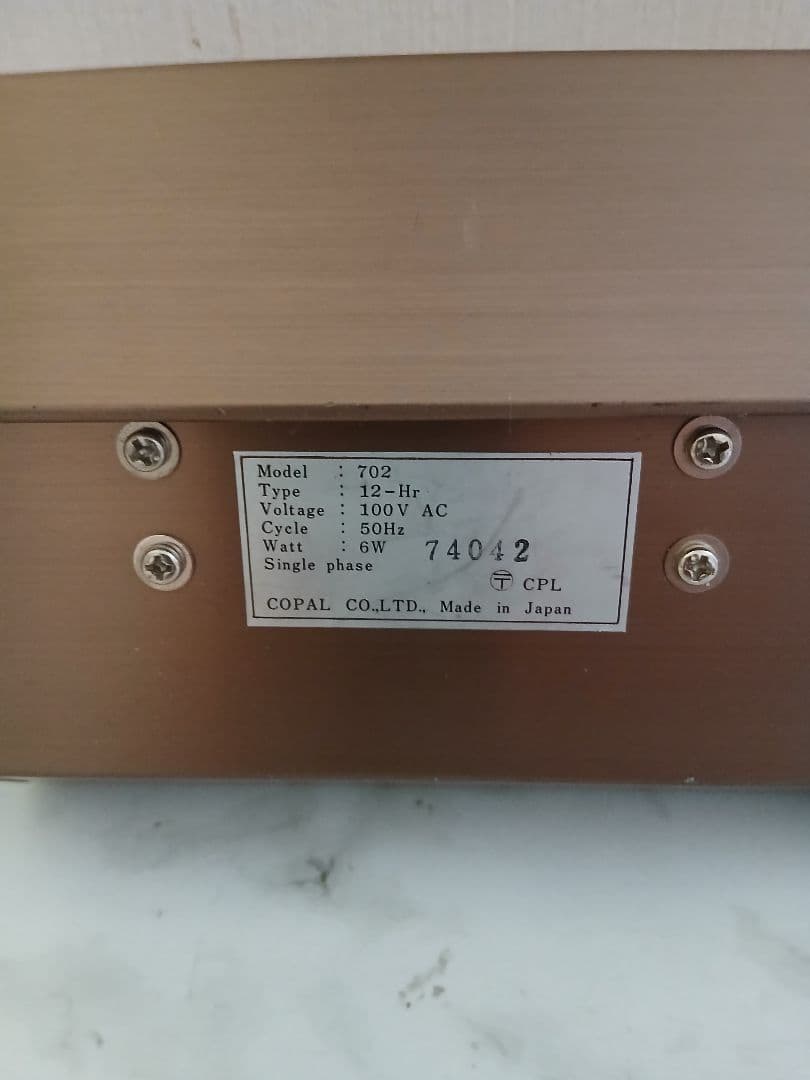 Model : 702
Type : 12-Hr
Voltage : 100V AC
Cycle : 50Hz
Watt : 6W 74042
Single phase
〶 CPL
COPAL CO.,LTD., Made in Japan